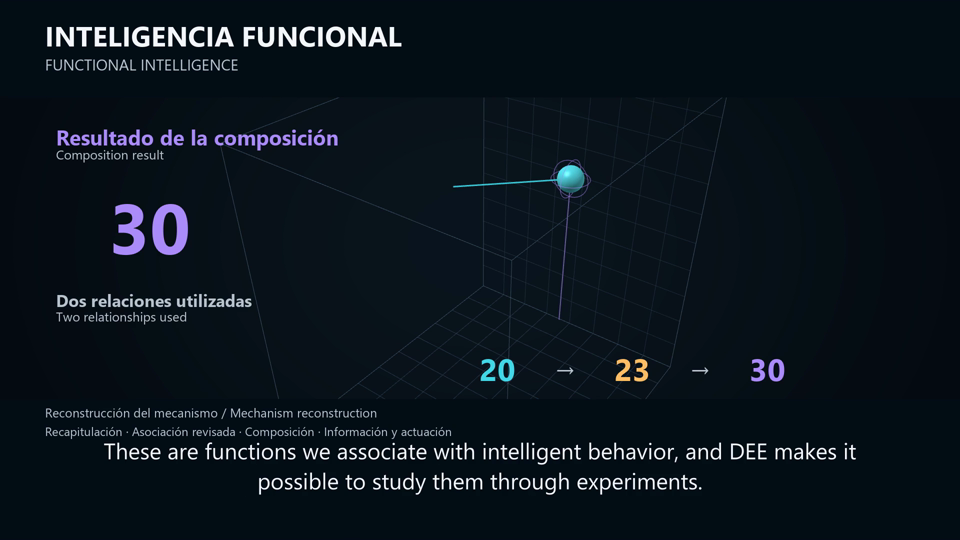 INTELIGENCIA FUNCIONAL
FUNCTIONAL INTELLIGENCE
Resultado de la composición
Composition result
30
Dos relaciones utilizadas
Two relationships used
20 → 23 → 30
Reconstrucción del mecanismo / Mechanism reconstruction
Recapitulación · Asociación revisada · Composición · Información y actuación
These are functions we associate with intelligent behavior, and DEE makes it
possible to study them through experiments.